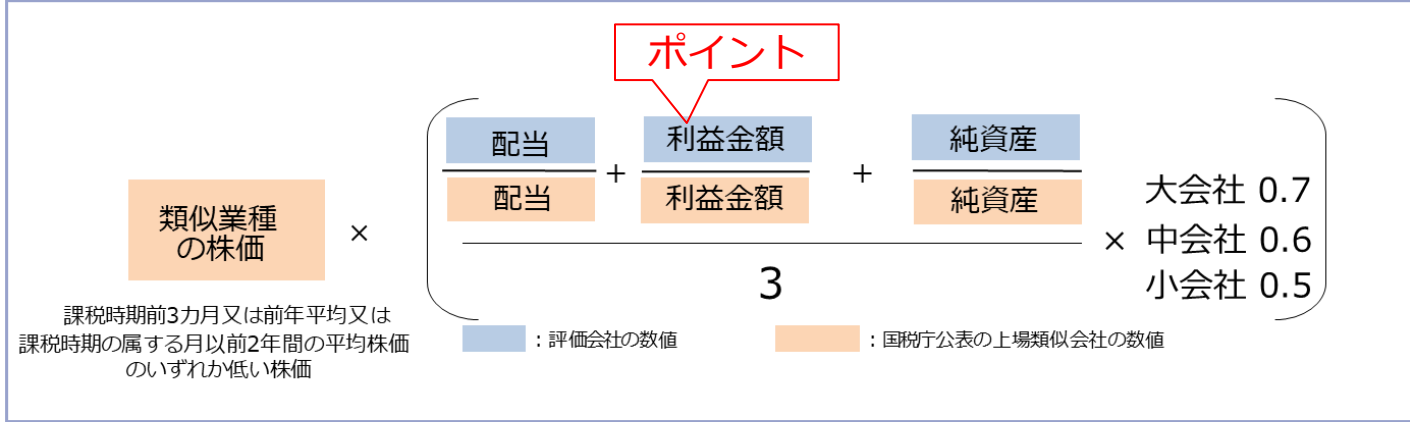 ポイント
配当
利益金額
純資産
+
+
配当
利益金額
純資産
類似業種
の株価
×
3
×
大会社 0.7
中会社 0.6
小会社 0.5
課税時期前3カ月又は前年平均又は
課税時期の属する月以前2年間の平均株価
のいずれか低い株価
：評価会社の数値
：国税庁公表の上場類似会社の数値